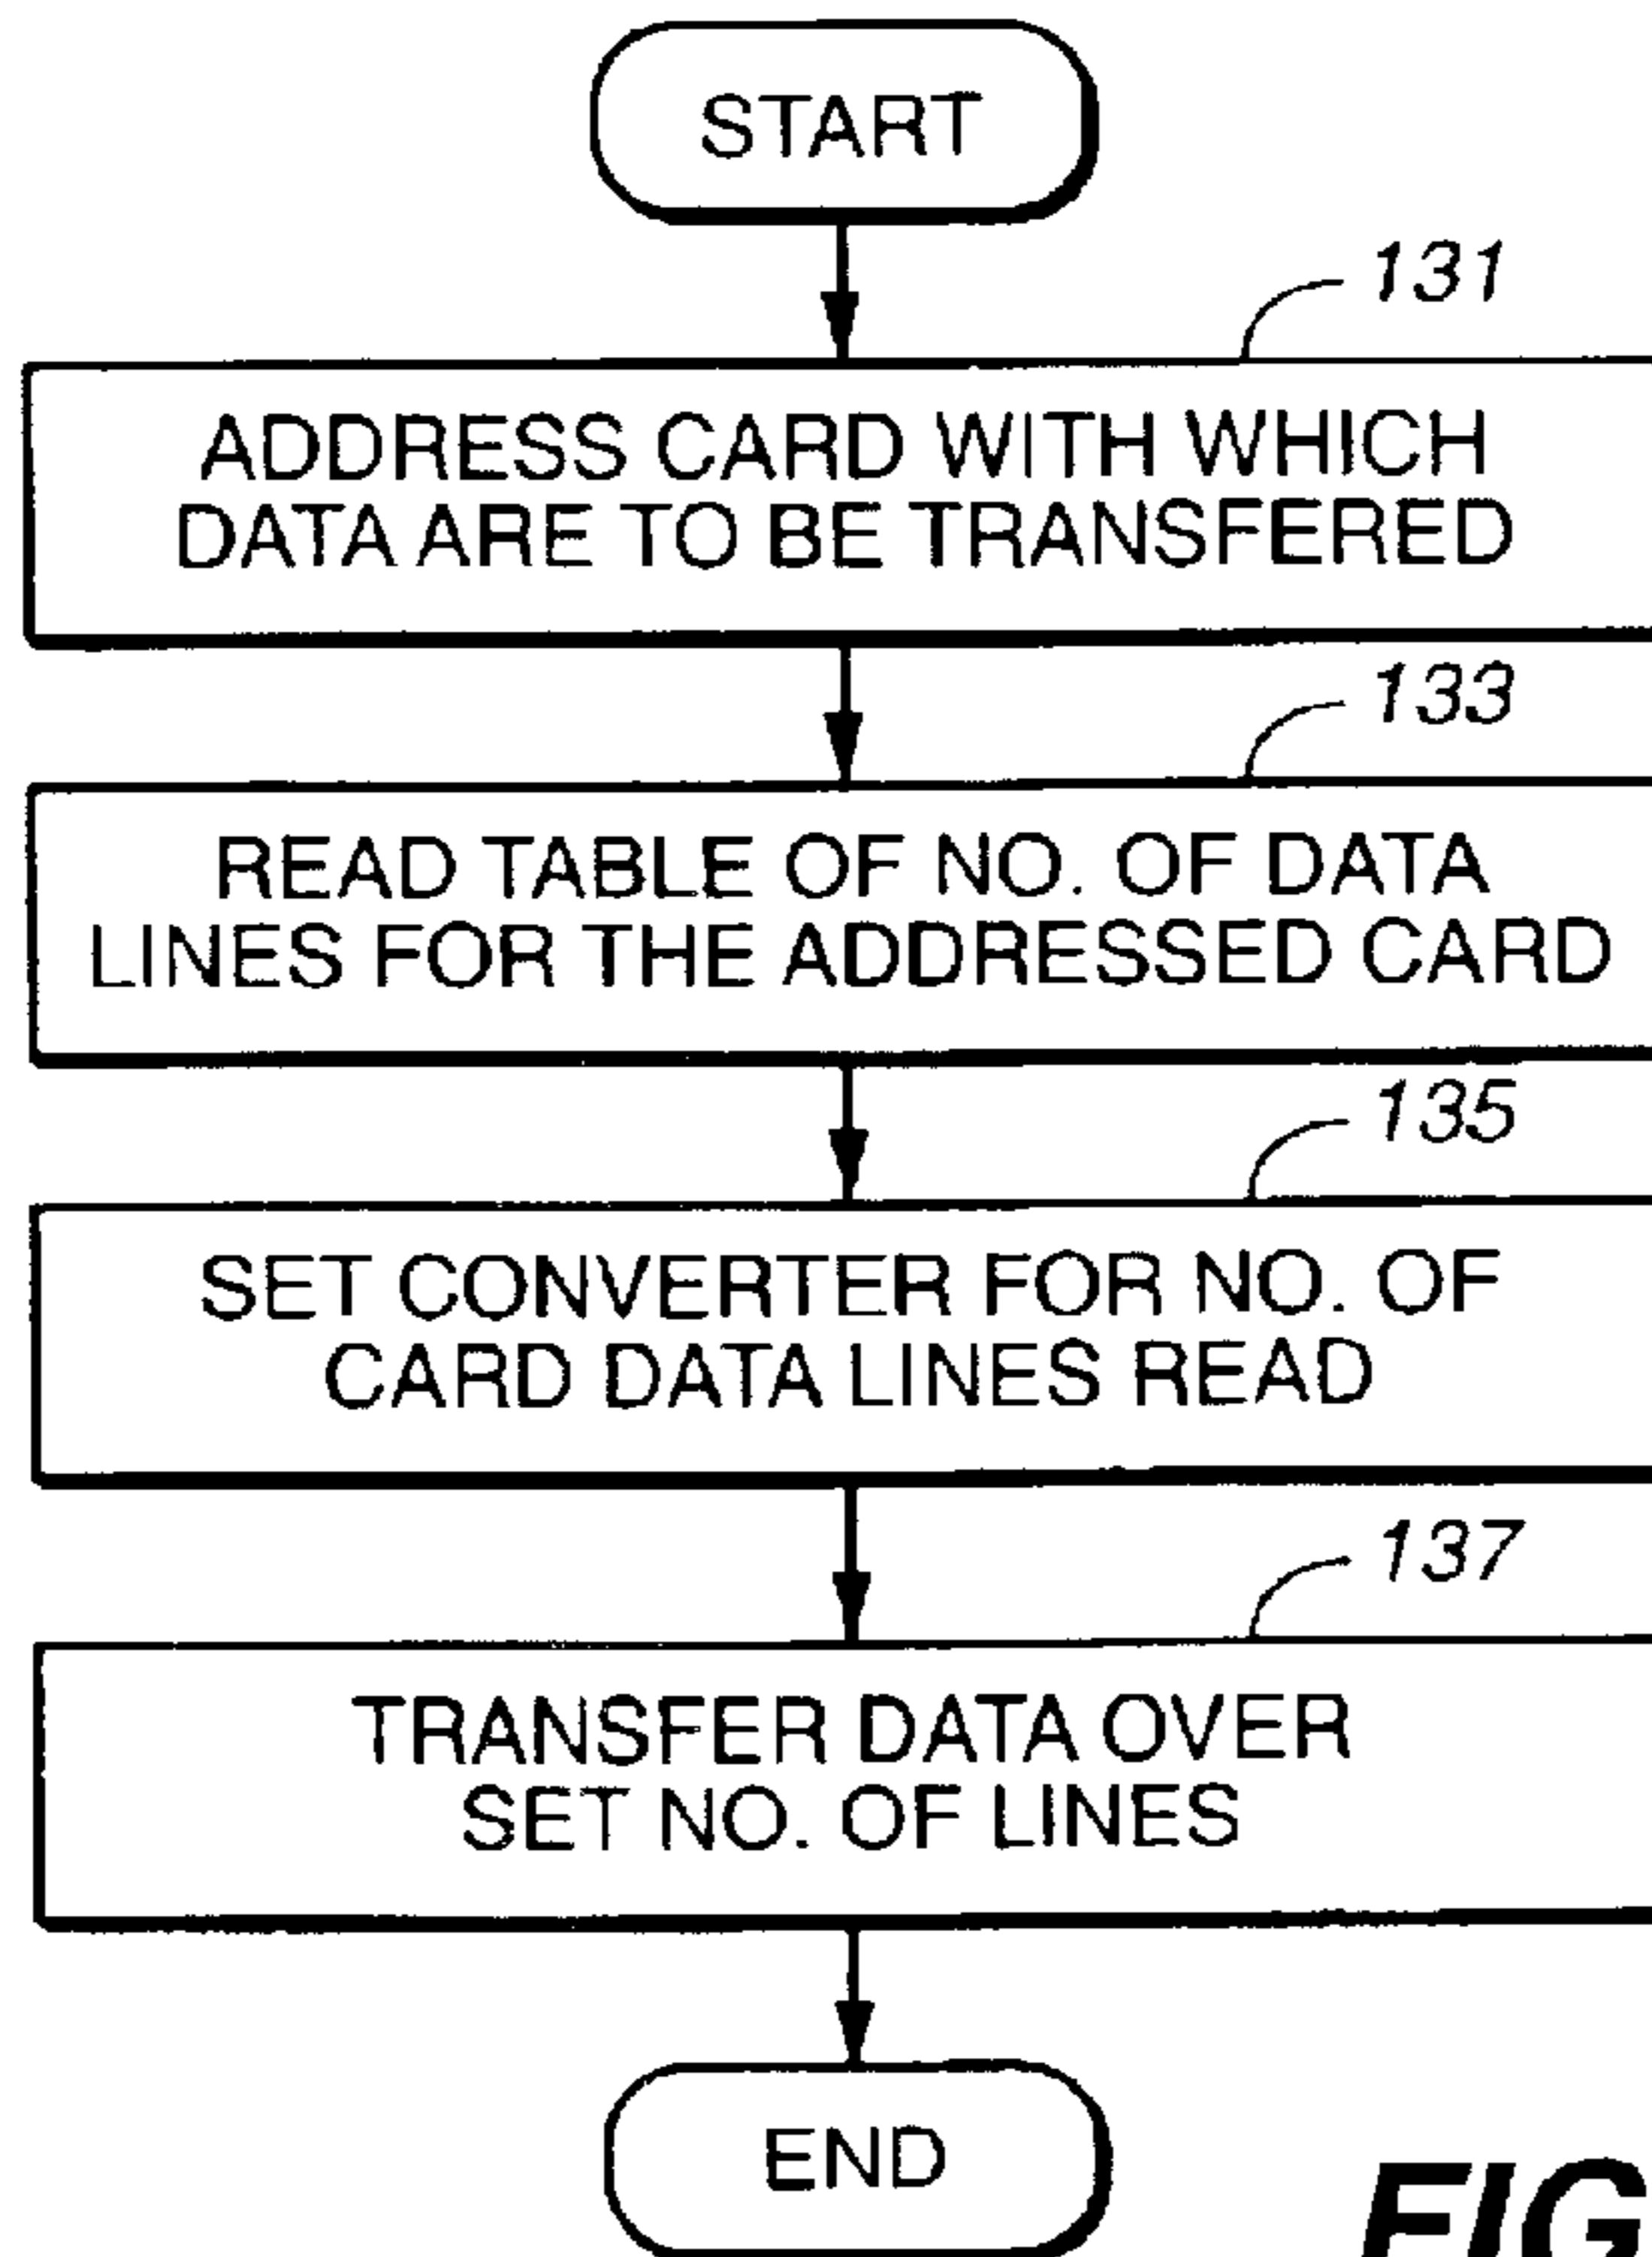 START
131
ADDRESS CARD WITH WHICH
DATA ARE TO BE TRANSFERED
133
READ TABLE OF NO. OF DATA
LINES FOR THE ADDRESSED CARD
135
SET CONVERTER FOR NO. OF
CARD DATA LINES READ
137
TRANSFER DATA OVER
SET NO. OF LINES
END
FIG